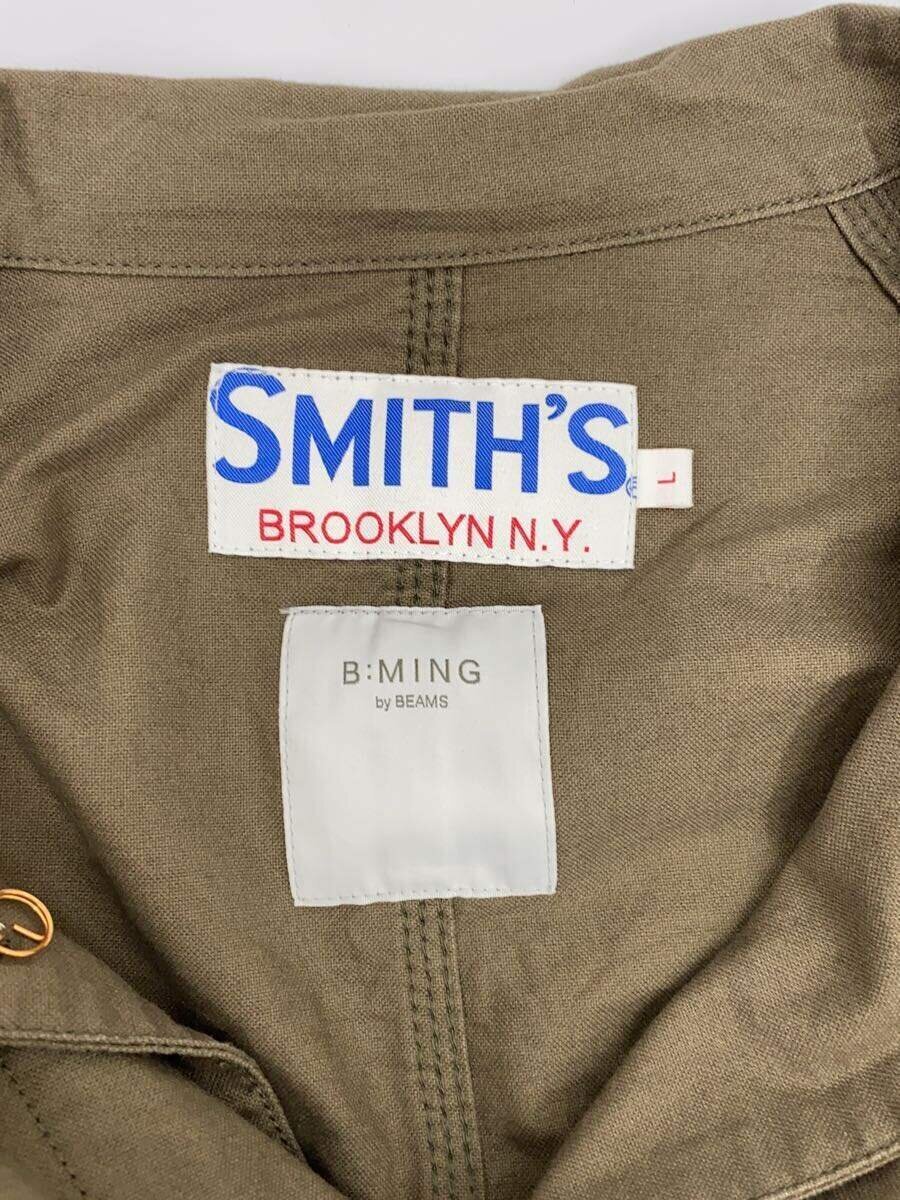 SMITH'S
BROOKLYN N.Y.
L
B:MING
by BEAMS